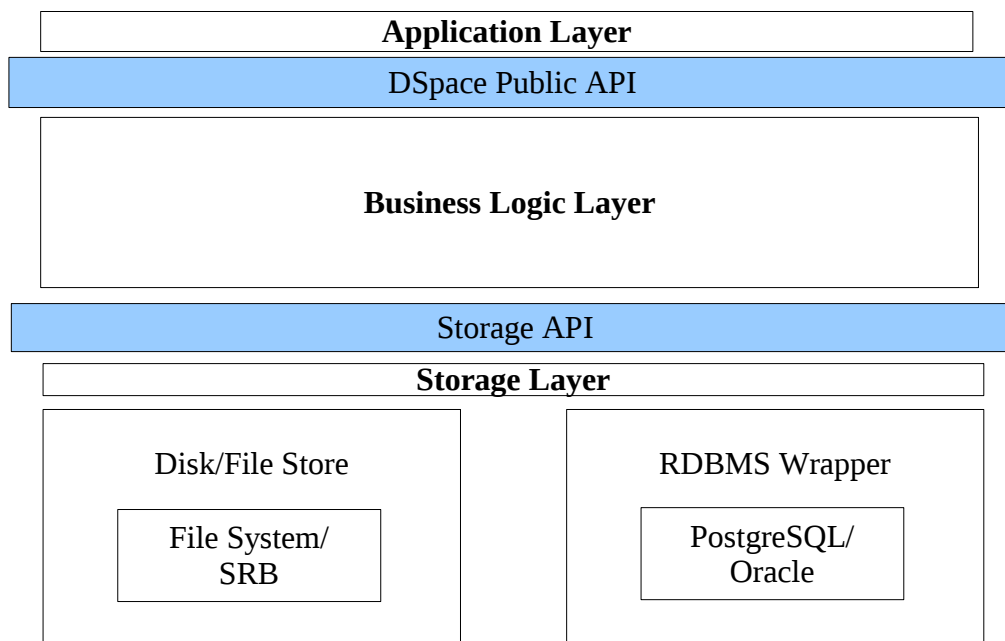 Application Layer
DSpace Public API
Business Logic Layer
Storage API
Storage Layer
Disk/File Store
File System/
SRB
RDBMS Wrapper
PostgreSQL/
Oracle